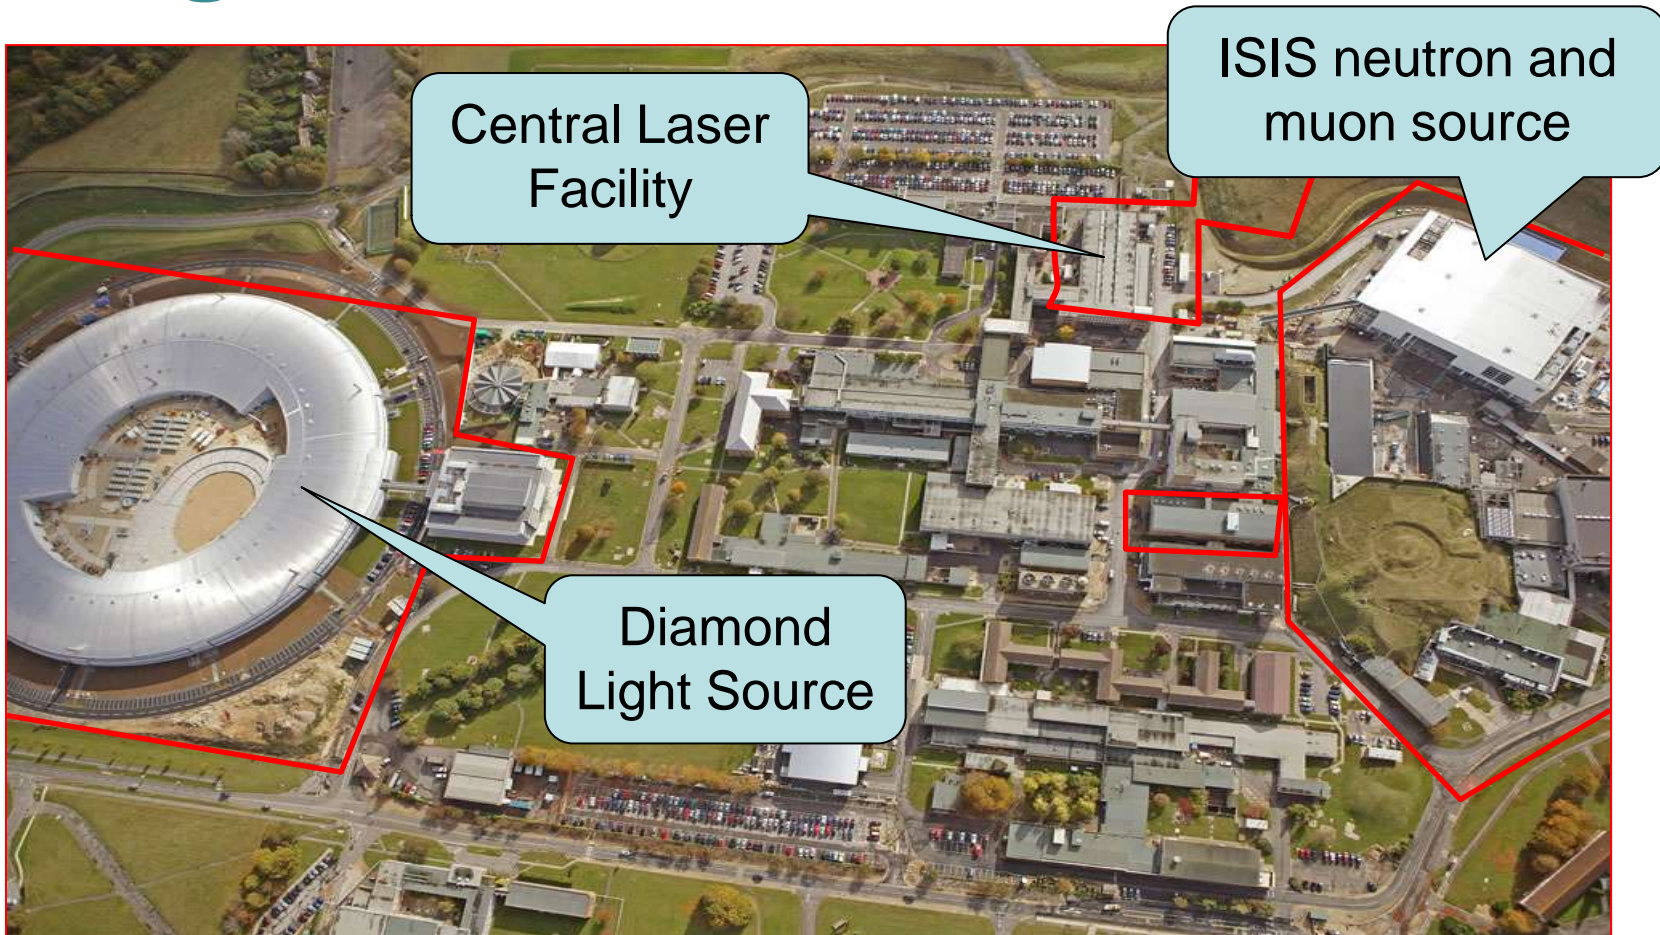 Central Laser
Facility
ISIS neutron and
muon source
Diamond
Light Source